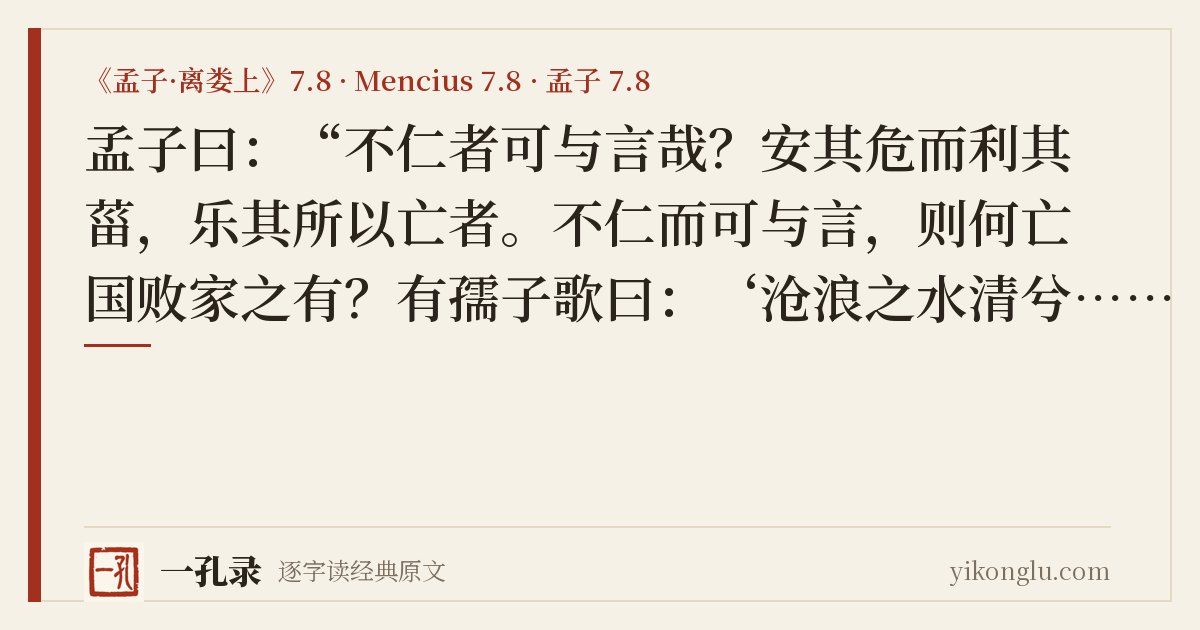 《孟子·离娄上》7.8 · Mencius 7.8 · 孟子 7.8
孟子曰：“不仁者可与言哉？安其危而利其
菑，乐其所以亡者。不仁而可与言，则何亡
国败家之有？有孺子歌曰：‘沧浪之水清兮……
一孔
一孔录 逐字读经典原文
yikonglu.com